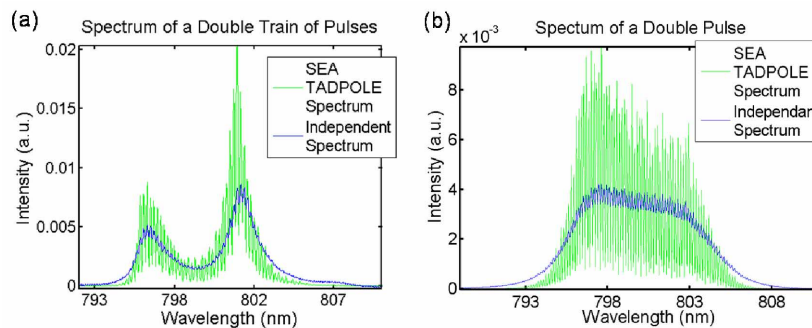 (a)
Spectrum of a Double Train of Pulses
0.02
0.015
0.01
0.005
0
Intensity (a.u.)
793 798 802 807
Wavelength (nm)
SEA
TADPOLE
Spectrum
Independent
Spectrum
(b)
Spectum of a Double Pulse
x 10-3
8
6
4
2
0
Intensity (a.u.)
793 798 803 808
Wavelength (nm)
SEA
TADPOLE
Spectrum
Independan
Spectrum